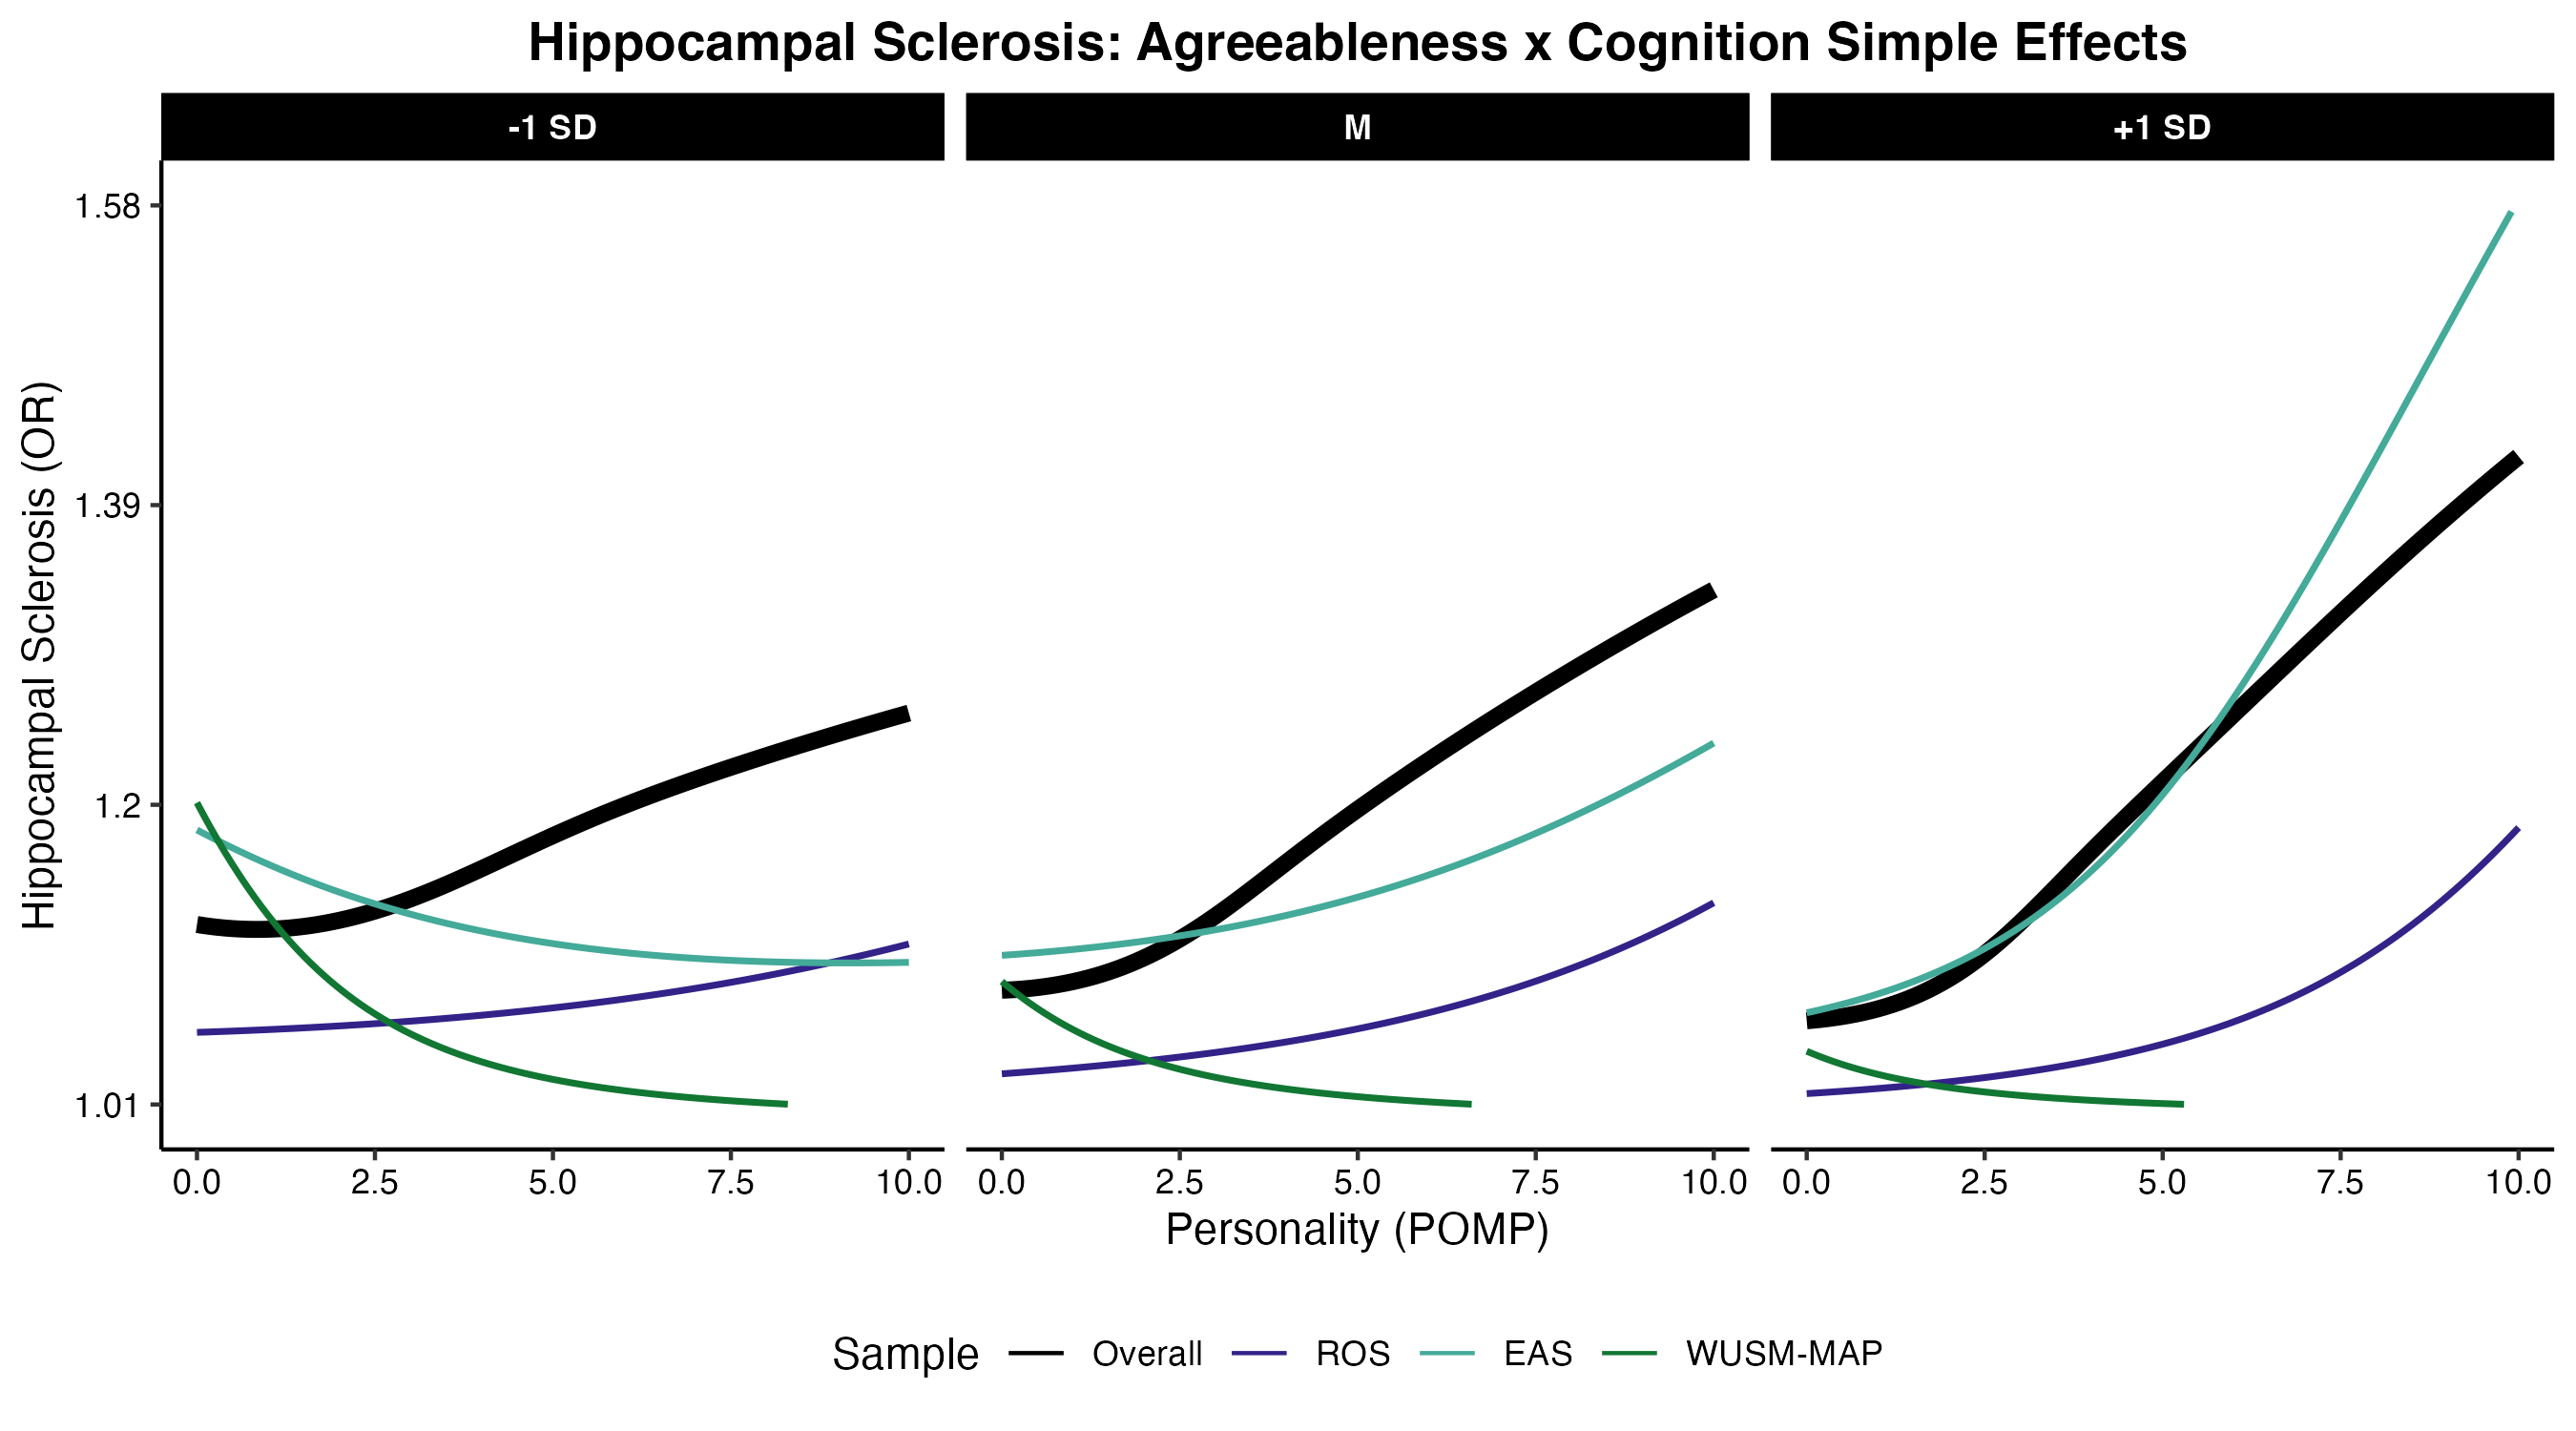 Hippocampal Sclerosis: Agreeableness x Cognition Simple Effects
-1 SD M +1 SD
Hippocampal Sclerosis (OR)
1.58
1.39
1.2
1.01
0.0 2.5 5.0 7.5 10.0 0.0 2.5 5.0 7.5 10.0 0.0 2.5 5.0 7.5 10.0
Personality (POMP)
Sample Overall ROS EAS WUSM-MAP